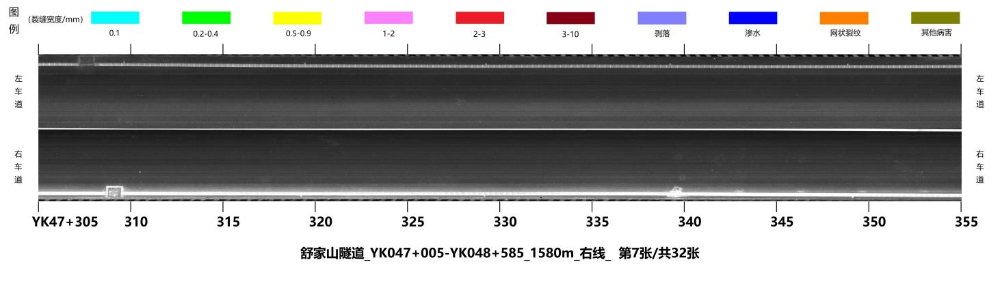 图例 (裂缝宽度/mm)
0.1 0.2-0.4 0.5-0.9 1-2 2-3 3-10 剥落 渗水 网状裂纹 其他病害
左车道 左车道
右车道 右车道
YK47+305 310 315 320 325 330 335 340 345 350 355
舒家山隧道_YK047+005-YK048+585_1580m_右线_ 第7张/共32张